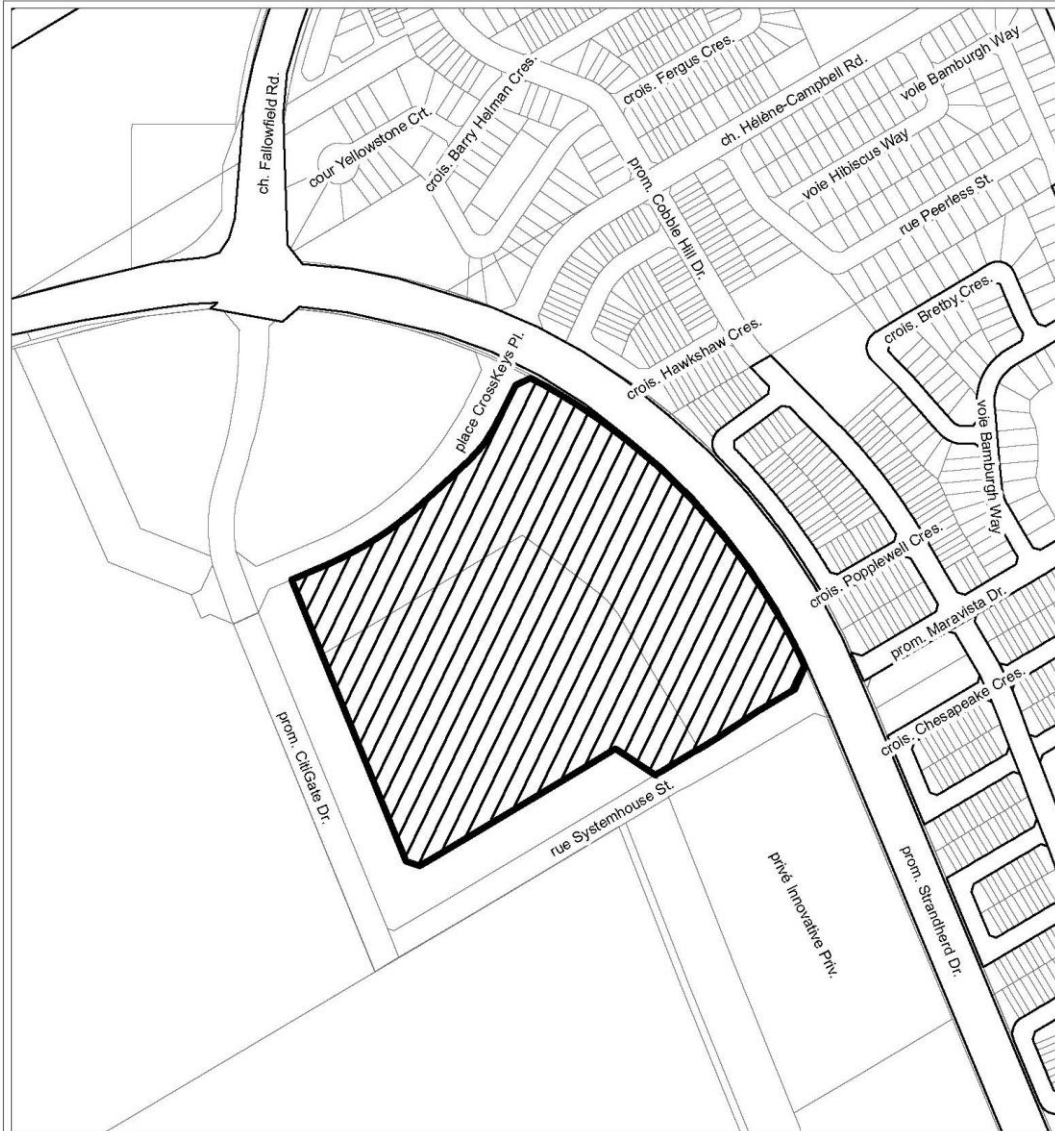 ch. Fallowfield Rd.
cour Yellowstone Crt.
crois. Barry Helman Cres.
crois. Fergus Cres.
ch. Hélène-Campbell Rd.
voie Bamburgh Way
voie Hibiscus Way
rue Peerless St.
prom. Cobble Hill Dr.
crois. Bretby Cres.
crois. Hawkshaw Cres.
place CrossKeys Pl.
voie Bamburgh Way
crois. Popplewell Cres.
prom. Maravista Dr.
crois. Chesapeake Cres.
prom. CitiGate Dr.
rue Systemhouse St.
privé Innovative Priv.
prom. Strandherd Dr.